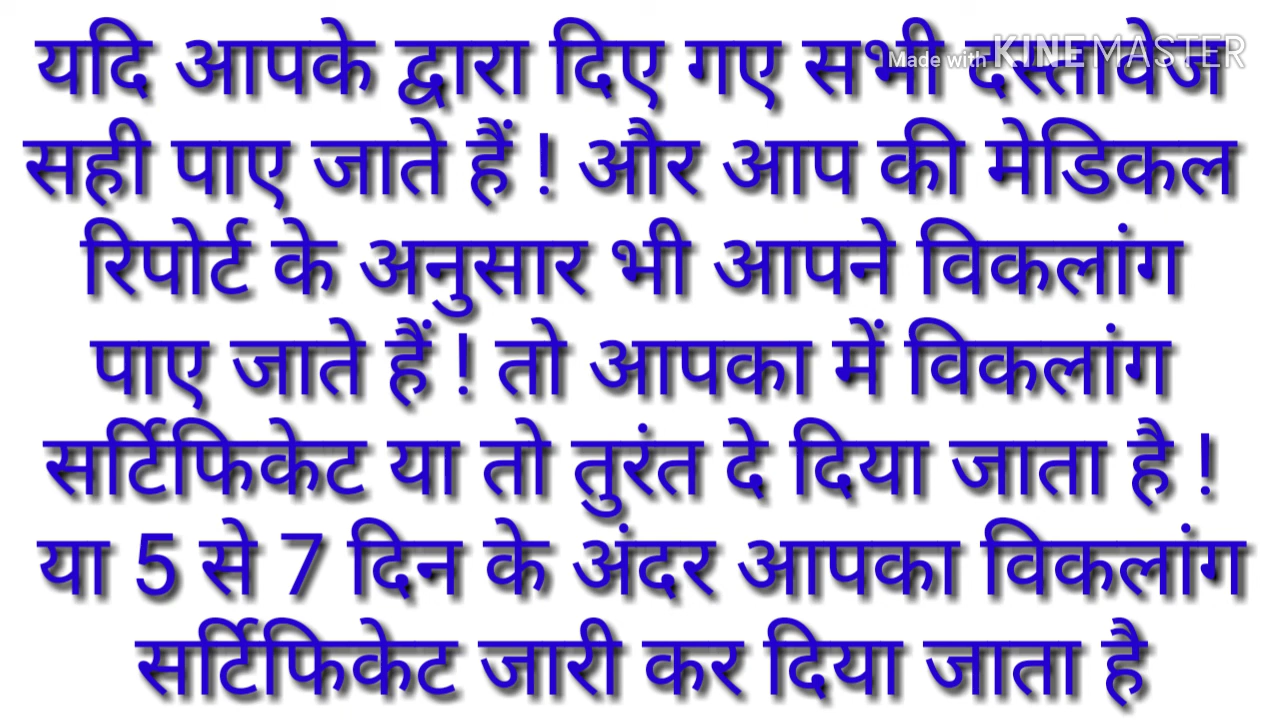 यदि आपके द्वारा दिए गए सभी दस्तावेज
Made with KINEMASTER
सही पाए जाते हैं ! और आप की मेडिकल
रिपोर्ट के अनुसार भी आपने विकलांग
पाए जाते हैं ! तो आपका में विकलांग
सर्टिफिकेट या तो तुरंत दे दिया जाता है !
या 5 से 7 दिन के अंदर आपका विकलांग
सर्टिफिकेट जारी कर दिया जाता है